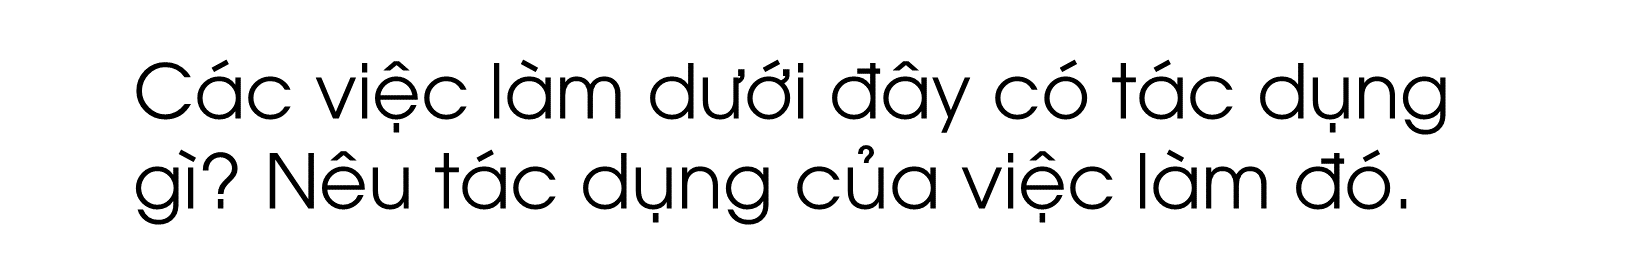 Các việc làm dưới đây có tác dụng
gì? Nêu tác dụng của việc làm đó.